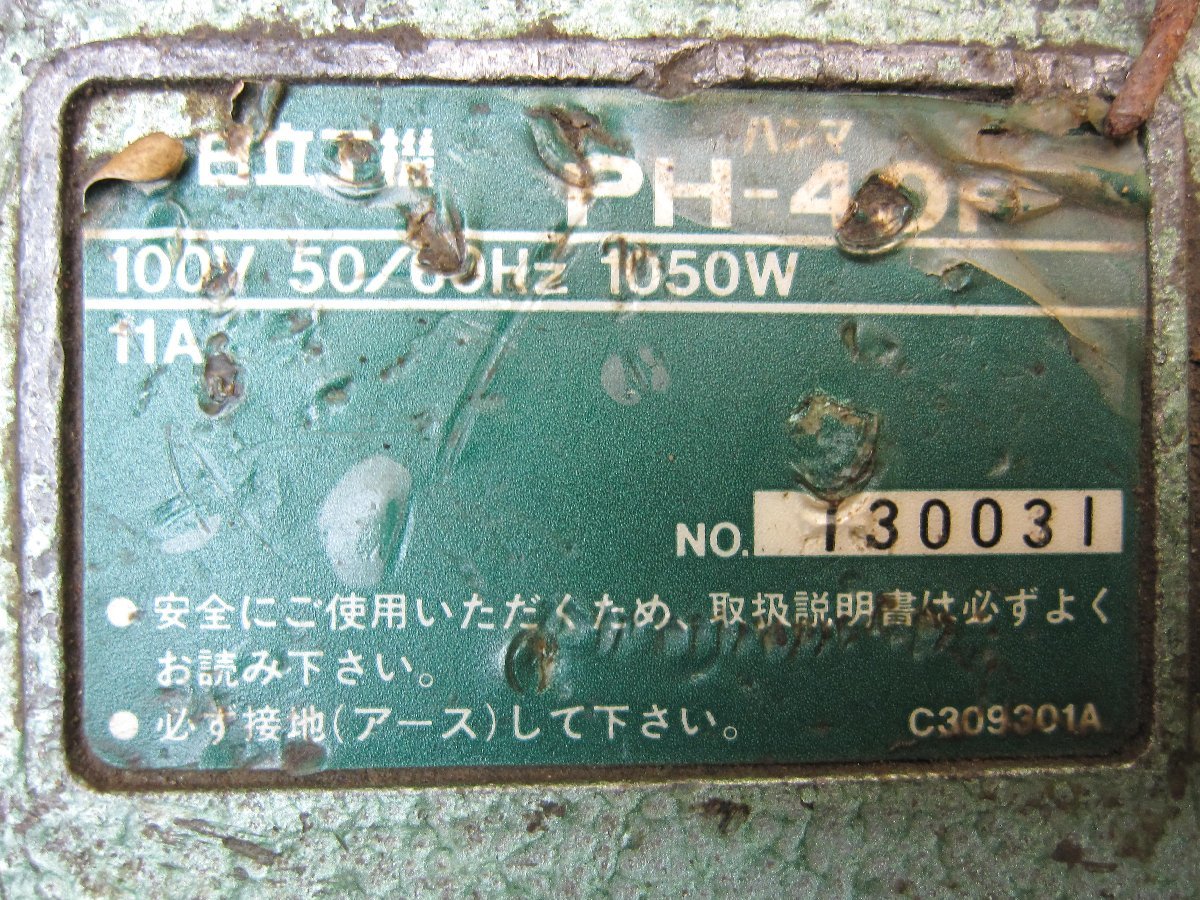 日立工機
ハンマ
PH-40F
100V 50/60Hz 1050W
11A
NO. 130031
● 安全にご使用いただくため、取扱説明書は必ずよく
お読み下さい。
● 必ず接地(アース)して下さい。
C309301A